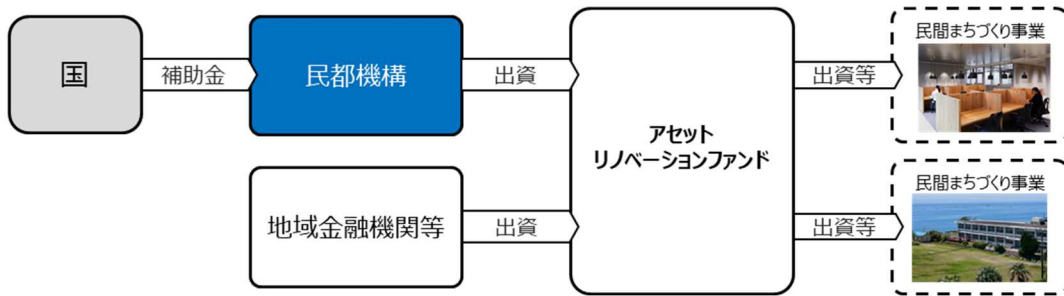 国
補助金
民都機構
出資
地域金融機関等
出資
アセット
リノベーションファンド
出資等
民間まちづくり事業
出資等
民間まちづくり事業